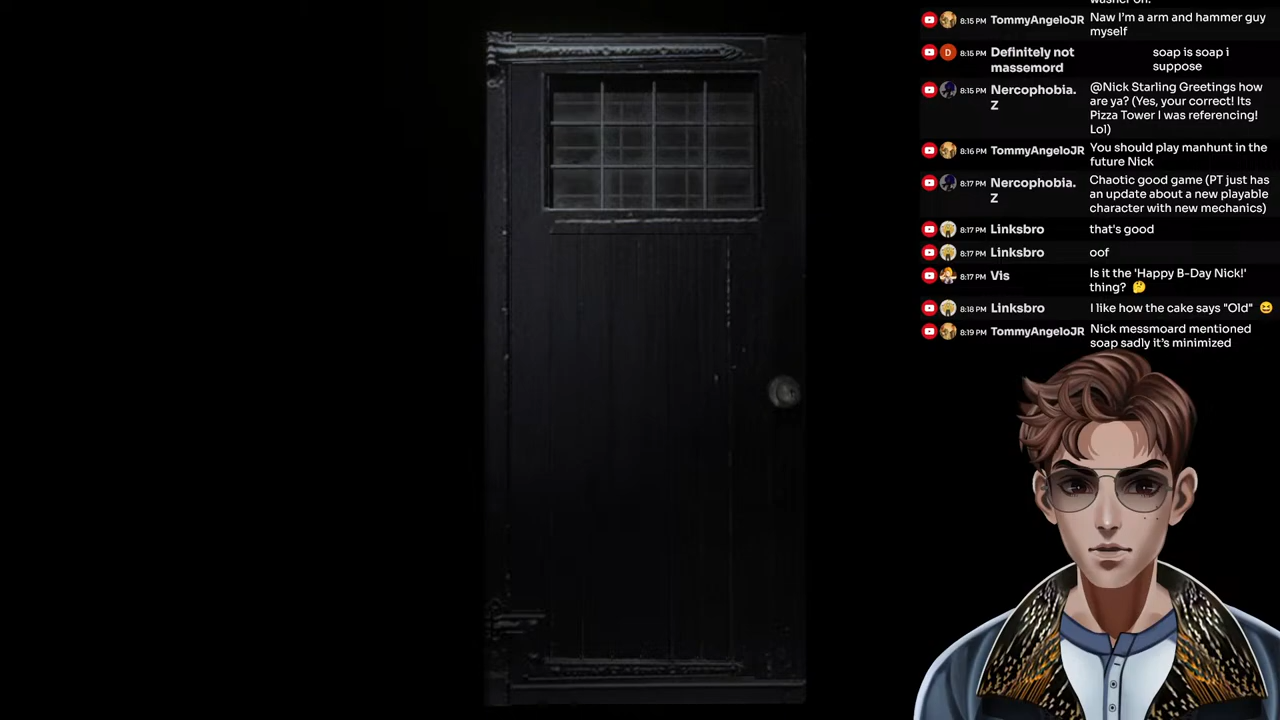 8:15 PM TommyAngeloJR Naw I'm a arm and hammer guy
myself
8:15 PM Definitely not soap is soap i
massemord suppose
8:15 PM Nercophobia. @Nick Starling Greetings how
Z are ya? (Yes, your correct! Its
Pizza Tower I was referencing!
Lol)
8:16 PM TommyAngeloJR You should play manhunt in the
future Nick
8:17 PM Nercophobia. Chaotic good game (PT just has
Z an update about a new playable
character with new mechanics)
8:17 PM Linksbro that's good
8:17 PM Linksbro oof
8:17 PM Vis Is it the 'Happy B-Day Nick!'
thing? 🤔
8:18 PM Linksbro I like how the cake says "Old" 😆
8:19 PM TommyAngeloJR Nick messmoard mentioned
soap sadly it's minimized